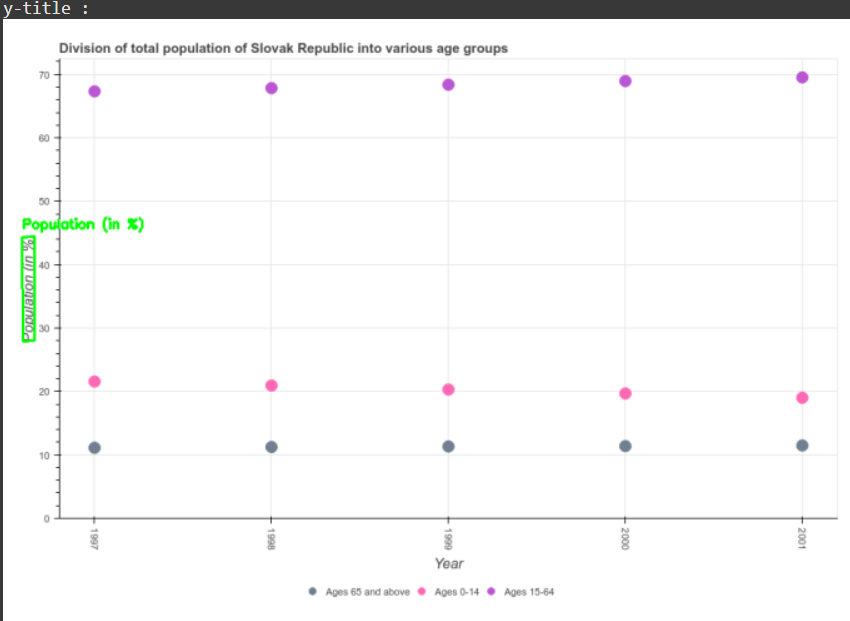 y-title :
Division of total population of Slovak Republic into various age groups
70
60
50
Population (in %)
Population (in %)
40
30
20
10
0
1997
1998
1999
2000
2001
Year
Ages 65 and above Ages 0-14 Ages 15-64